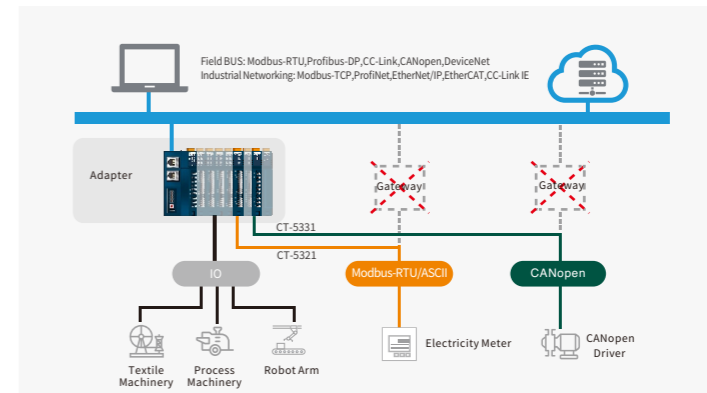 Field BUS: Modbus-RTU,Profibus-DP,CC-Link,CANopen,DeviceNet
Industrial Networking: Modbus-TCP,ProfiNet,EtherNet/IP,EtherCAT,CC-Link IE
Adapter
Gateway
Gateway
CT-5331
CT-5321
IO
Modbus-RTU/ASCII
CANopen
Electricity Meter
CANopen
Driver
Textile
Machinery
Process
Machinery
Robot Arm